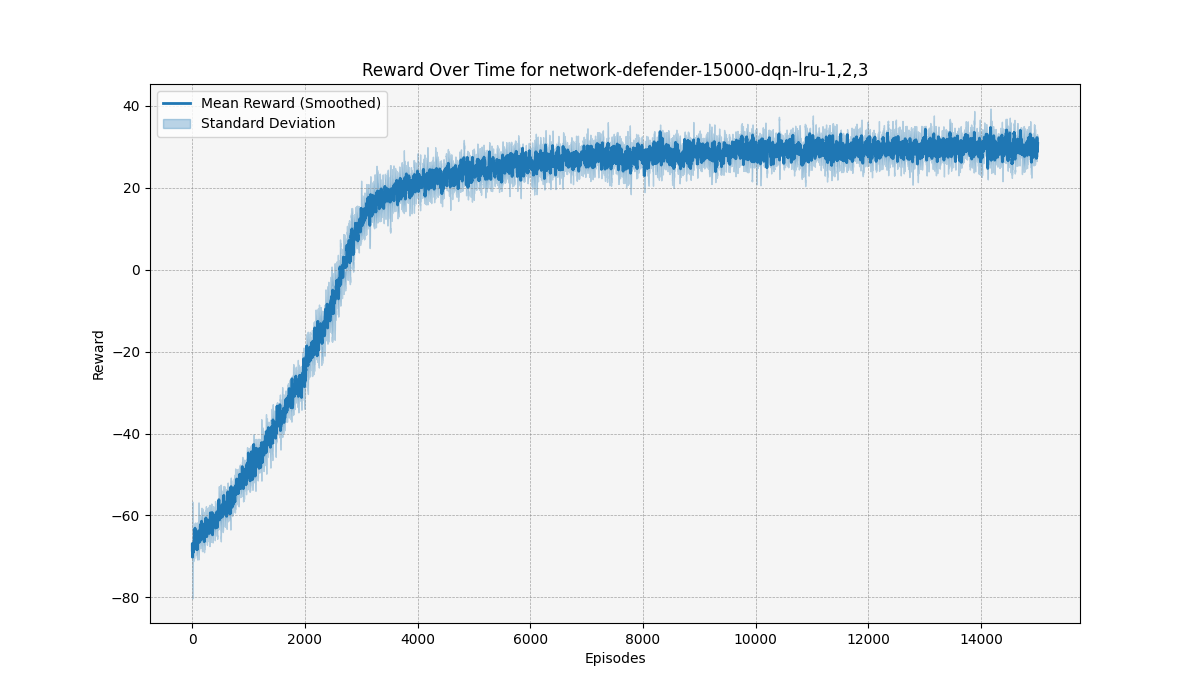 Reward Over Time for network-defender-15000-dqn-lru-1,2,3
Mean Reward (Smoothed)
Standard Deviation
Reward
40
20
0
−20
−40
−60
−80
0 2000 4000 6000 8000 10000 12000 14000
Episodes